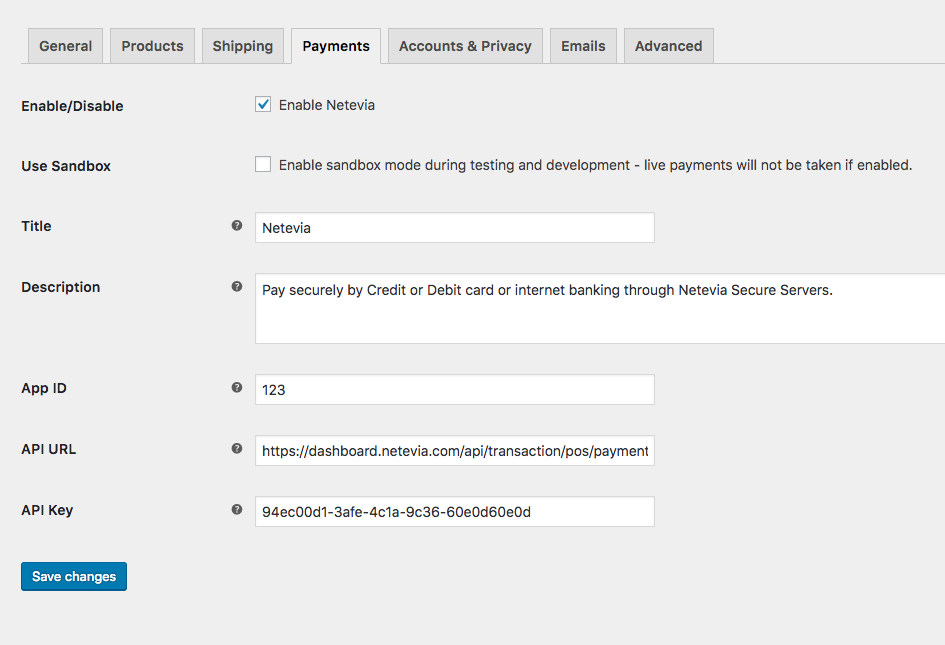 General Products Shipping Payments Accounts & Privacy Emails Advanced
Enable/Disable Enable Netevia
Use Sandbox Enable sandbox mode during testing and development - live payments will not be taken if enabled.
Title ? Netevia
Description ? Pay securely by Credit or Debit card or internet banking through Netevia Secure Servers.
App ID ? 123
API URL ? https://dashboard.netevia.com/api/transaction/pos/payment
API Key ? 94ec00d1-3afe-4c1a-9c36-60e0d60e0d
Save changes